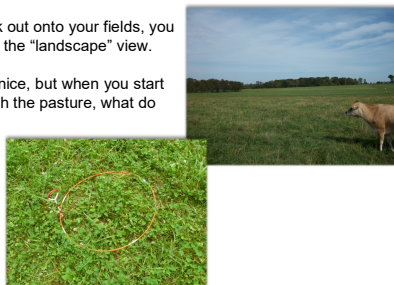 out onto your fields, you
the “landscape” view.
nice, but when you start
the pasture, what do